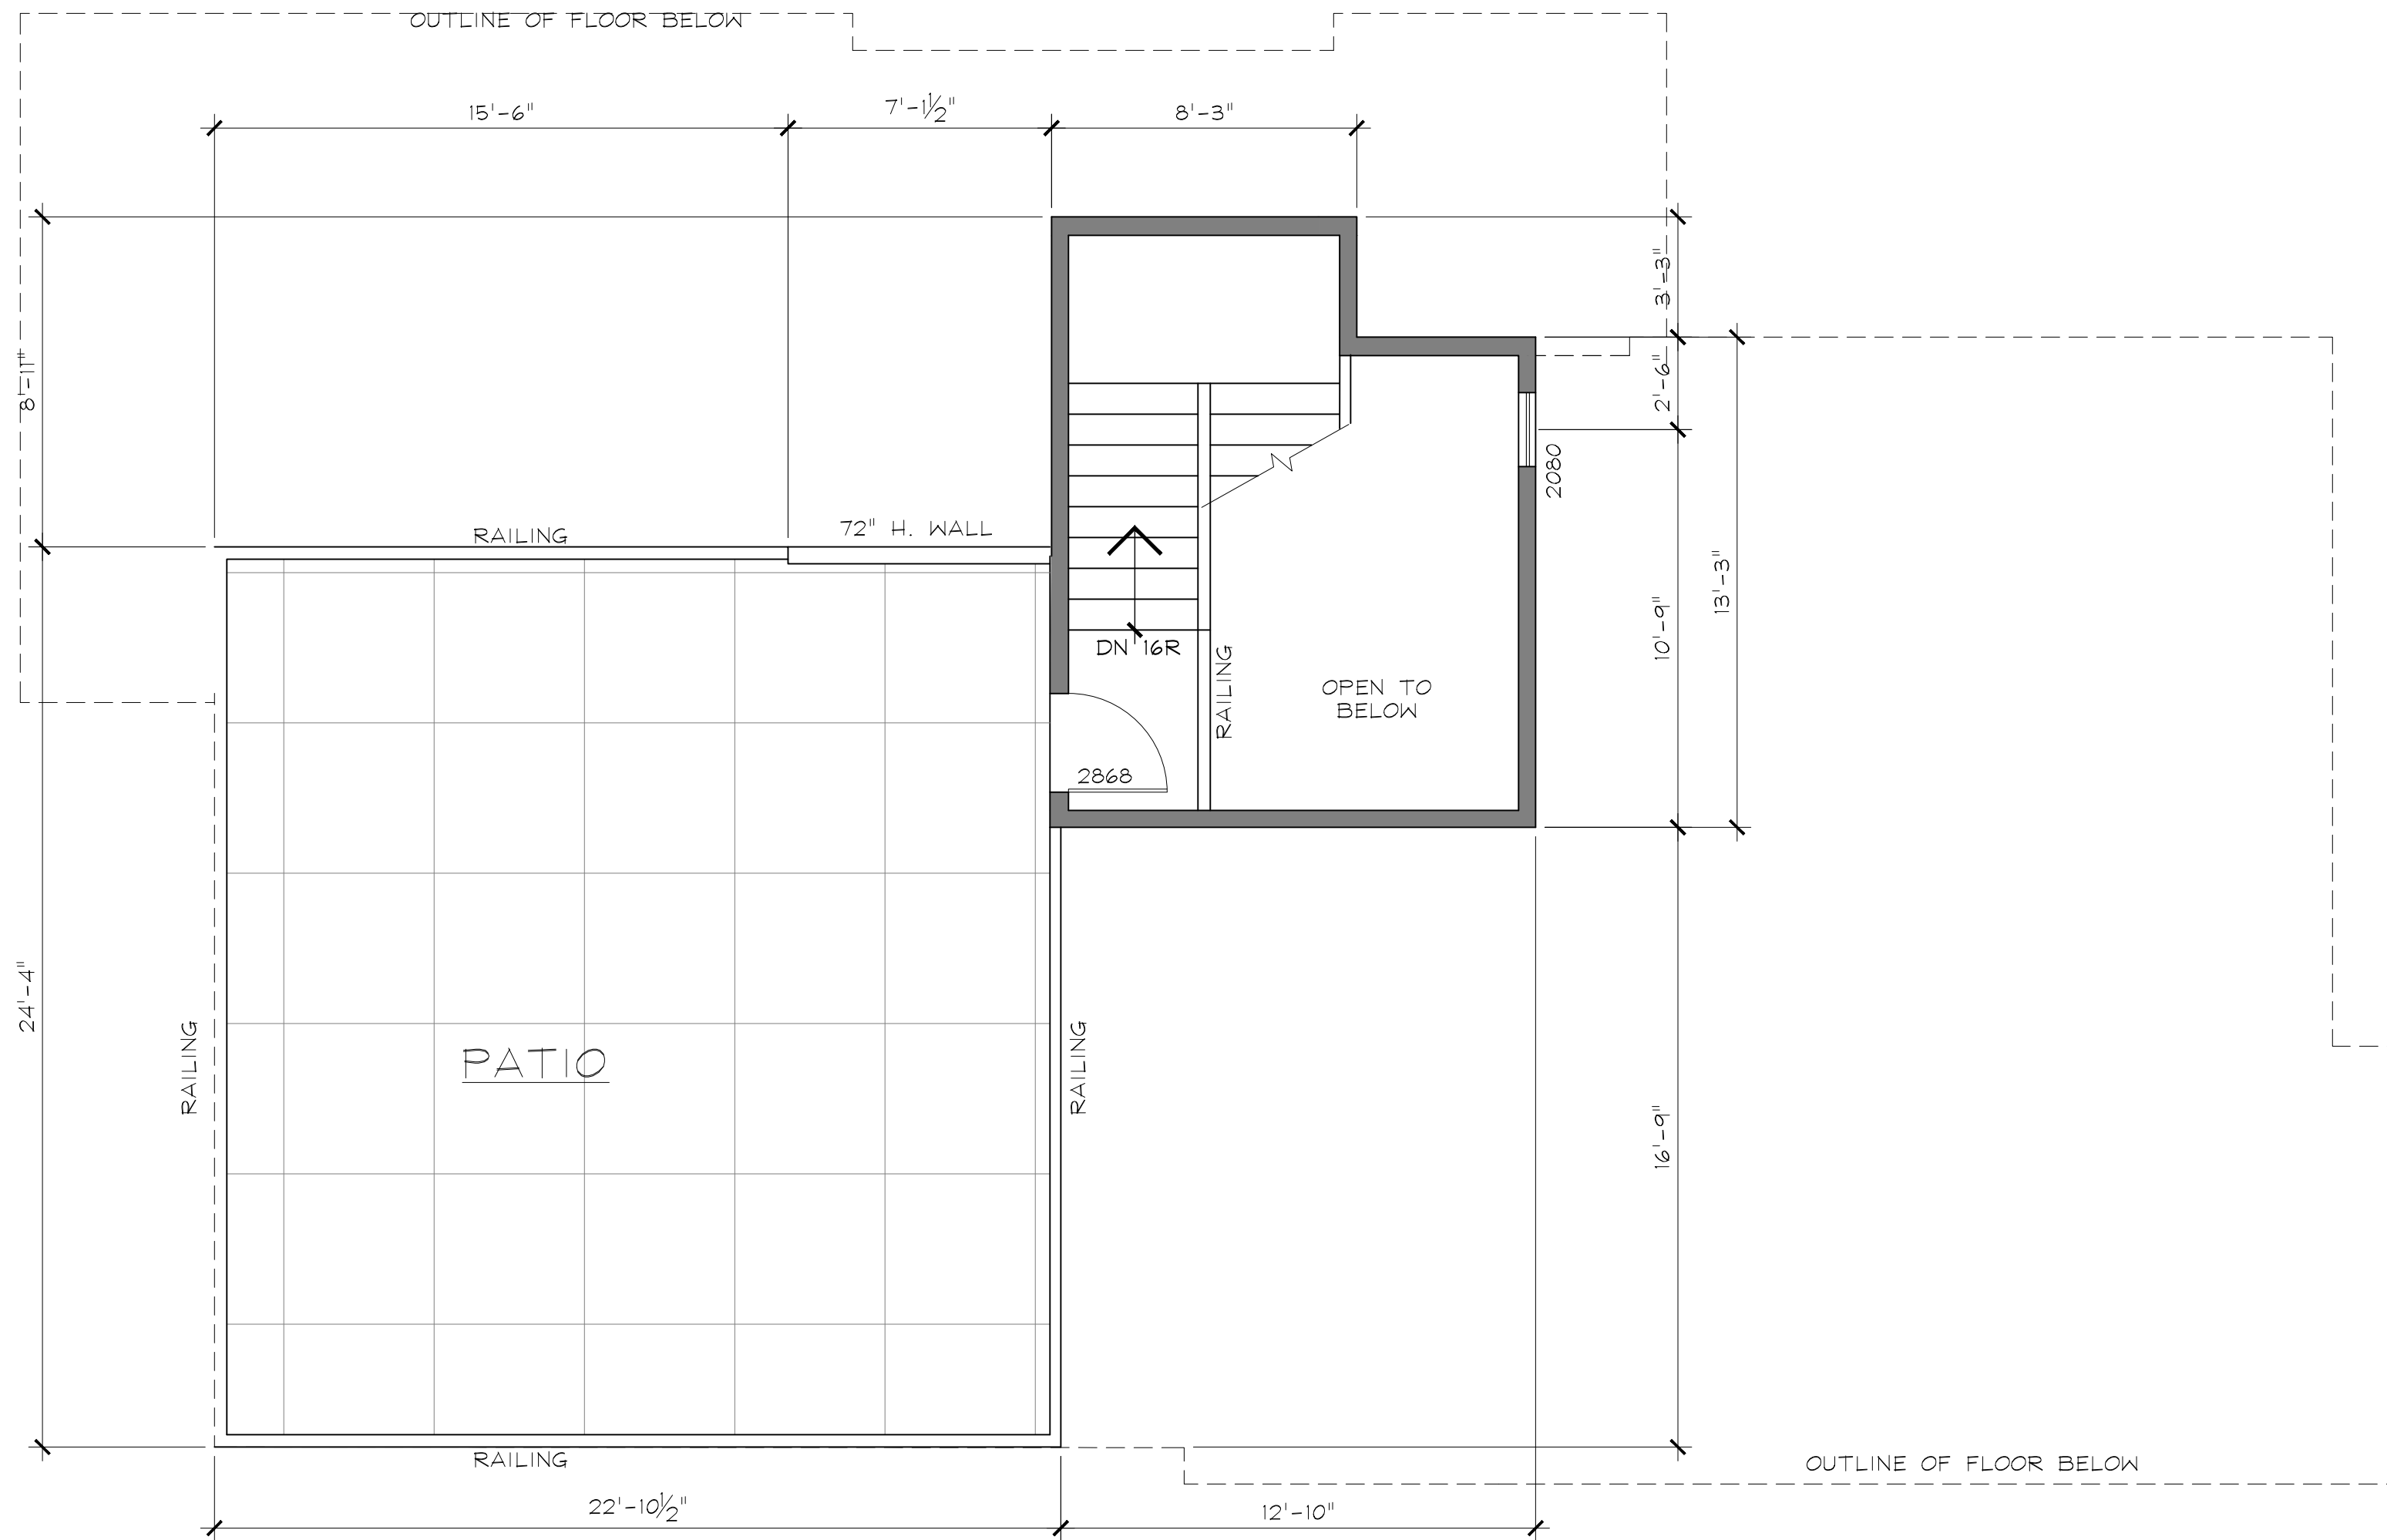 OUTLINE OF FLOOR BELOW
15'-6"
7'-1½"
8'-3"
3'-3"
8'-11"
2'-6"
2080
RAILING
72" H. WALL
10'-9"
13'-3"
DN 16R
RAILING
OPEN TO
BELOW
2868
24'-4"
RAILING
PATIO
RAILING
16'-9"
RAILING
OUTLINE OF FLOOR BELOW
22'-10½"
12'-10"